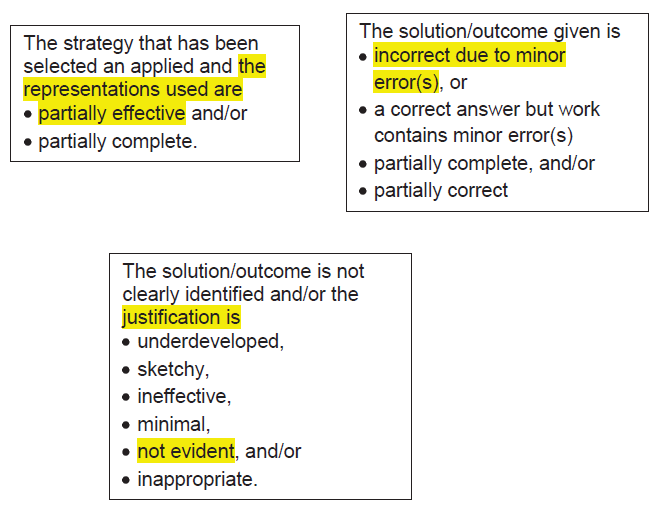 The strategy that has been
selected an applied and the
representations used are
• partially effective and/or
• partially complete.
The solution/outcome given is
• incorrect due to minor
error(s), or
• a correct answer but work
contains minor error(s)
• partially complete, and/or
• partially correct
The solution/outcome is not
clearly identified and/or the
justification is
• underdeveloped,
• sketchy,
• ineffective,
• minimal,
• not evident, and/or
• inappropriate.